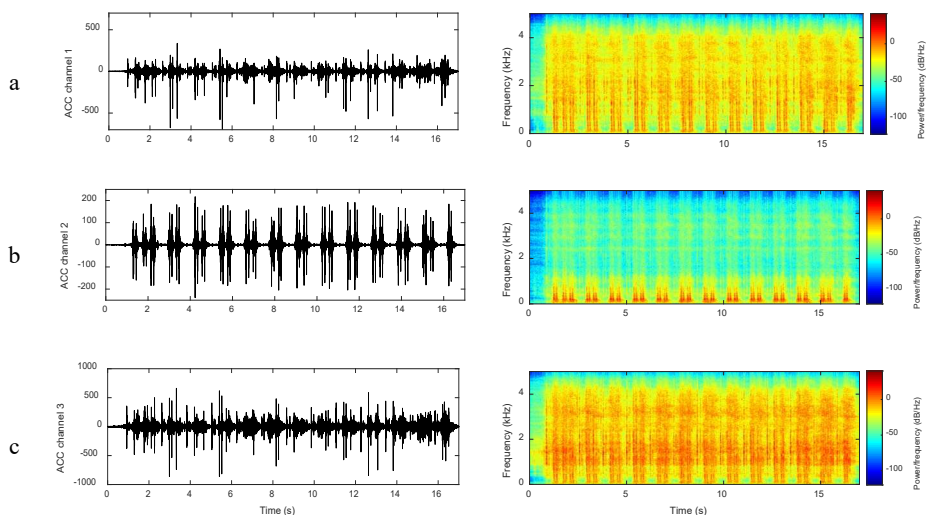 a
ACC channel 1
500
0
-500
0 2 4 6 8 10 12 14 16
Frequency (kHz)
4
2
0
0 5 10 15
0
-50
-100
Power/frequency (dB/Hz)
b
ACC channel 2
200
100
0
-100
-200
0 2 4 6 8 10 12 14 16
Frequency (kHz)
4
2
0
0 5 10 15
0
-50
-100
Power/frequency (dB/Hz)
c
ACC channel 3
1000
500
0
-500
-1000
0 2 4 6 8 10 12 14 16
Time (s)
Frequency (kHz)
4
2
0
0 5 10 15
Time (s)
0
-50
-100
Power/frequency (dB/Hz)